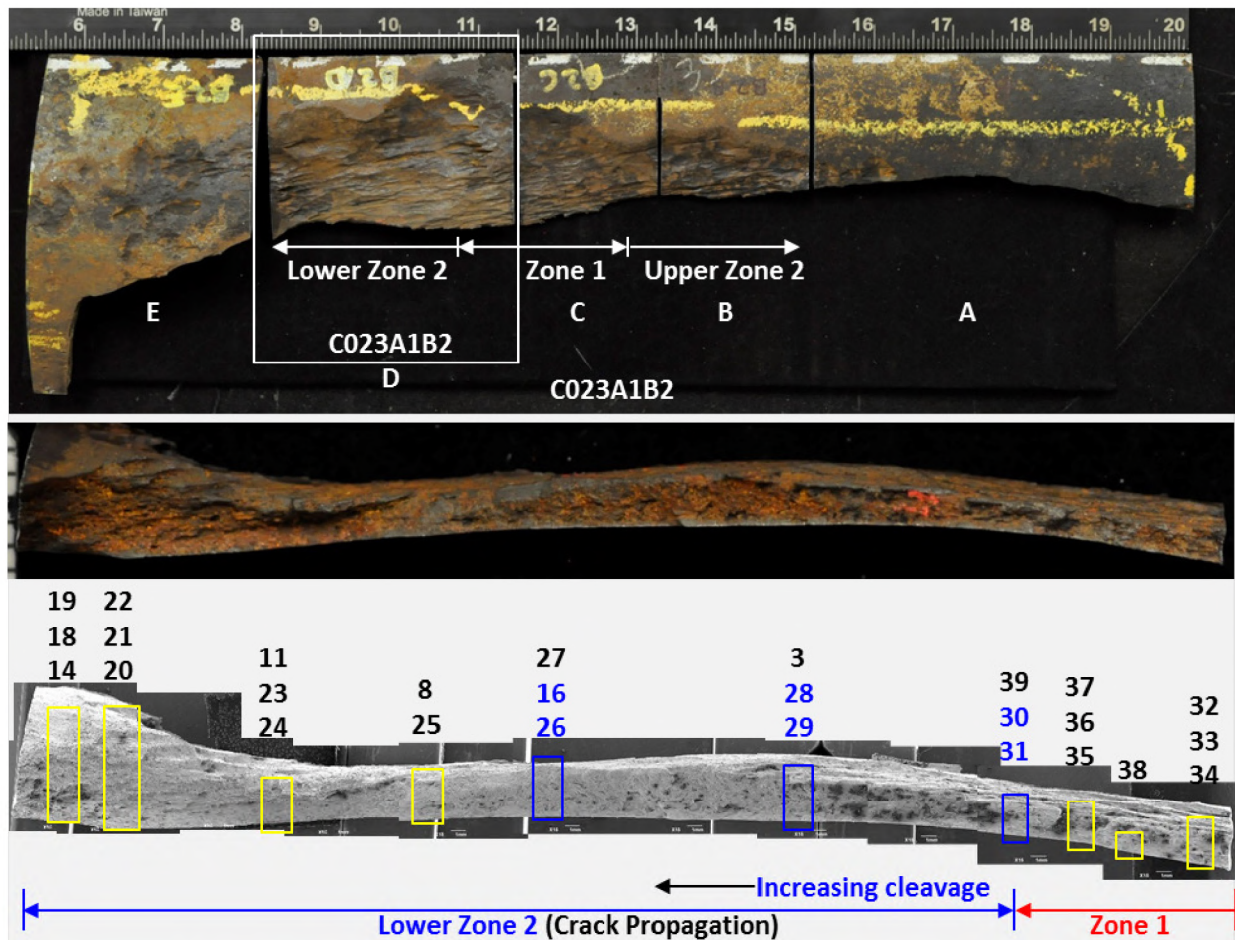 Made in Taiwan
6 7 8 9 10 11 12 13 14 15 16 17 18 19 20
Lower Zone 2 Zone 1 Upper Zone 2
E C B A
C023A1B2
D
C023A1B2
19 22
18 21 11 27 3 37
14 20 23 8 16 28 39 36 32
24 25 26 29 30 35 33
31 38 34
Increasing cleavage
Lower Zone 2 (Crack Propagation) Zone 1